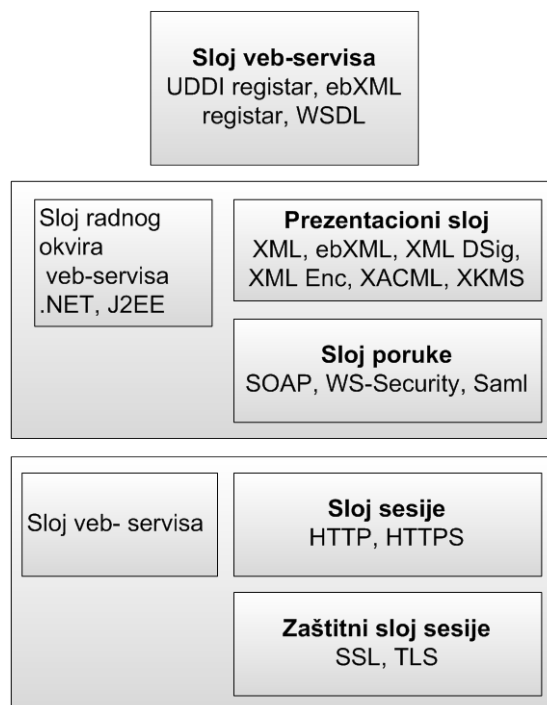 Sloj veb-servisa
UDDI registar, ebXML
registar, WSDL
Sloj radnog
okvira
veb-servisa
.NET, J2EE
Prezentacioni sloj
XML, ebXML, XML DSig,
XML Enc, XACML, XKMS
Sloj poruke
SOAP, WS-Security, Saml
Sloj veb- servisa
Sloj sesije
HTTP, HTTPS
Zaštitni sloj sesije
SSL, TLS